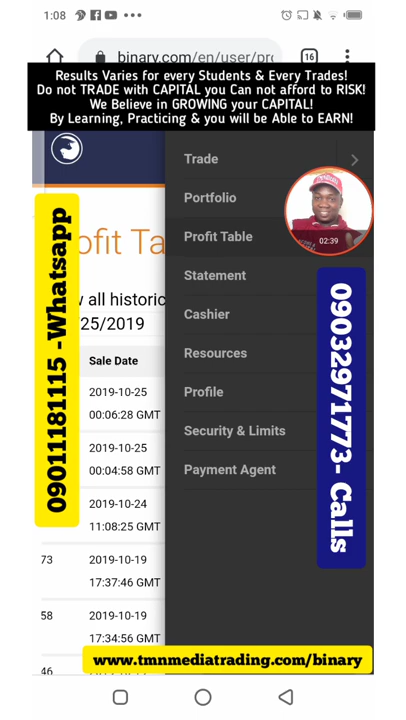 1:08
binary.com/en/user/pro
16
Results Varies for every Students & Every Trades!
Do not TRADE with CAPITAL you Can not afford to RISK!
We Believe in GROWING your CAPITAL!
By Learning, Practicing & you will be Able to EARN!
Trade
Portfolio
Profit Table
Statement
Cashier
Resources
Profile
Security & Limits
Payment Agent
02:39
ofit Ta
all historic
25/2019
Sale Date
2019-10-25
00:06:28 GMT
2019-10-25
00:04:58 GMT
2019-10-24
11:08:25 GMT
73
2019-10-19
17:37:46 GMT
58
2019-10-19
17:34:56 GMT
46
09011181115 -Whatsapp
09032971773- Calls
www.tmnmediatrading.com/binary